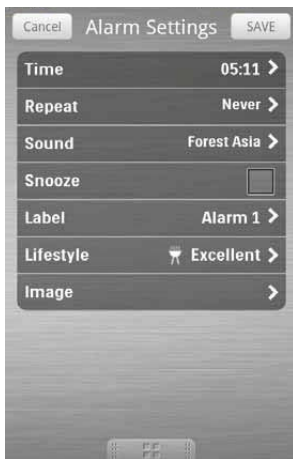 Cancel Alarm Settings SAVE
Time 05:11
Repeat Never
Sound Forest Asia
Snooze
Label Alarm 1
Lifestyle Excellent
Image